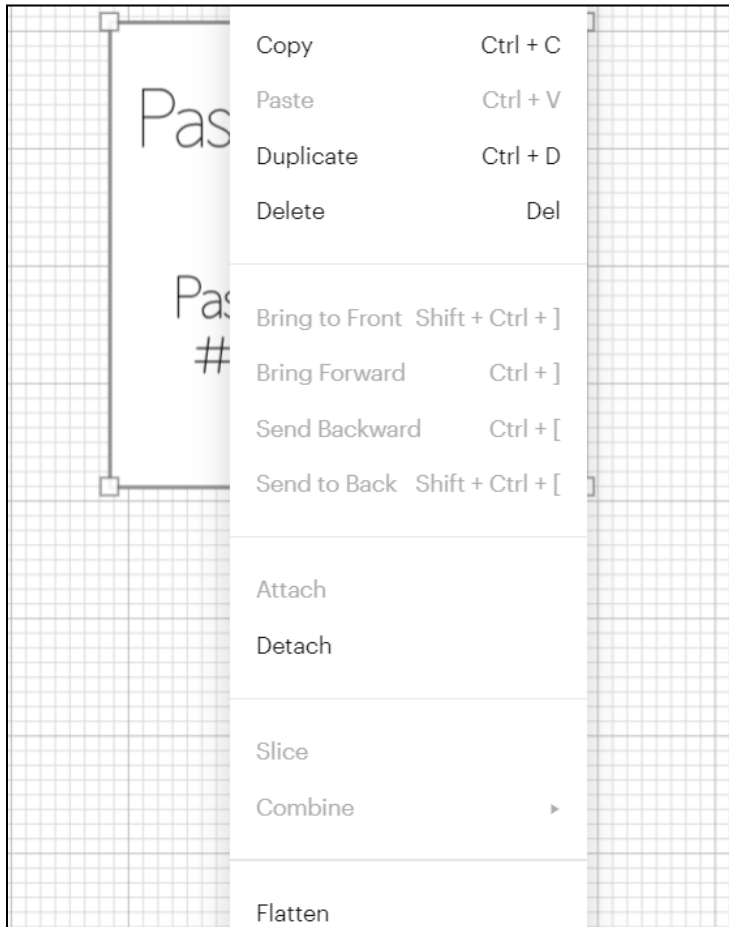 Copy Ctrl + C
Paste Ctrl + V
Duplicate Ctrl + D
Delete Del
Bring to Front Shift + Ctrl + ]
Bring Forward Ctrl + ]
Send Backward Ctrl + [
Send to Back Shift + Ctrl + [
Attach
Detach
Slice
Combine
Flatten
Pas
Pas
#